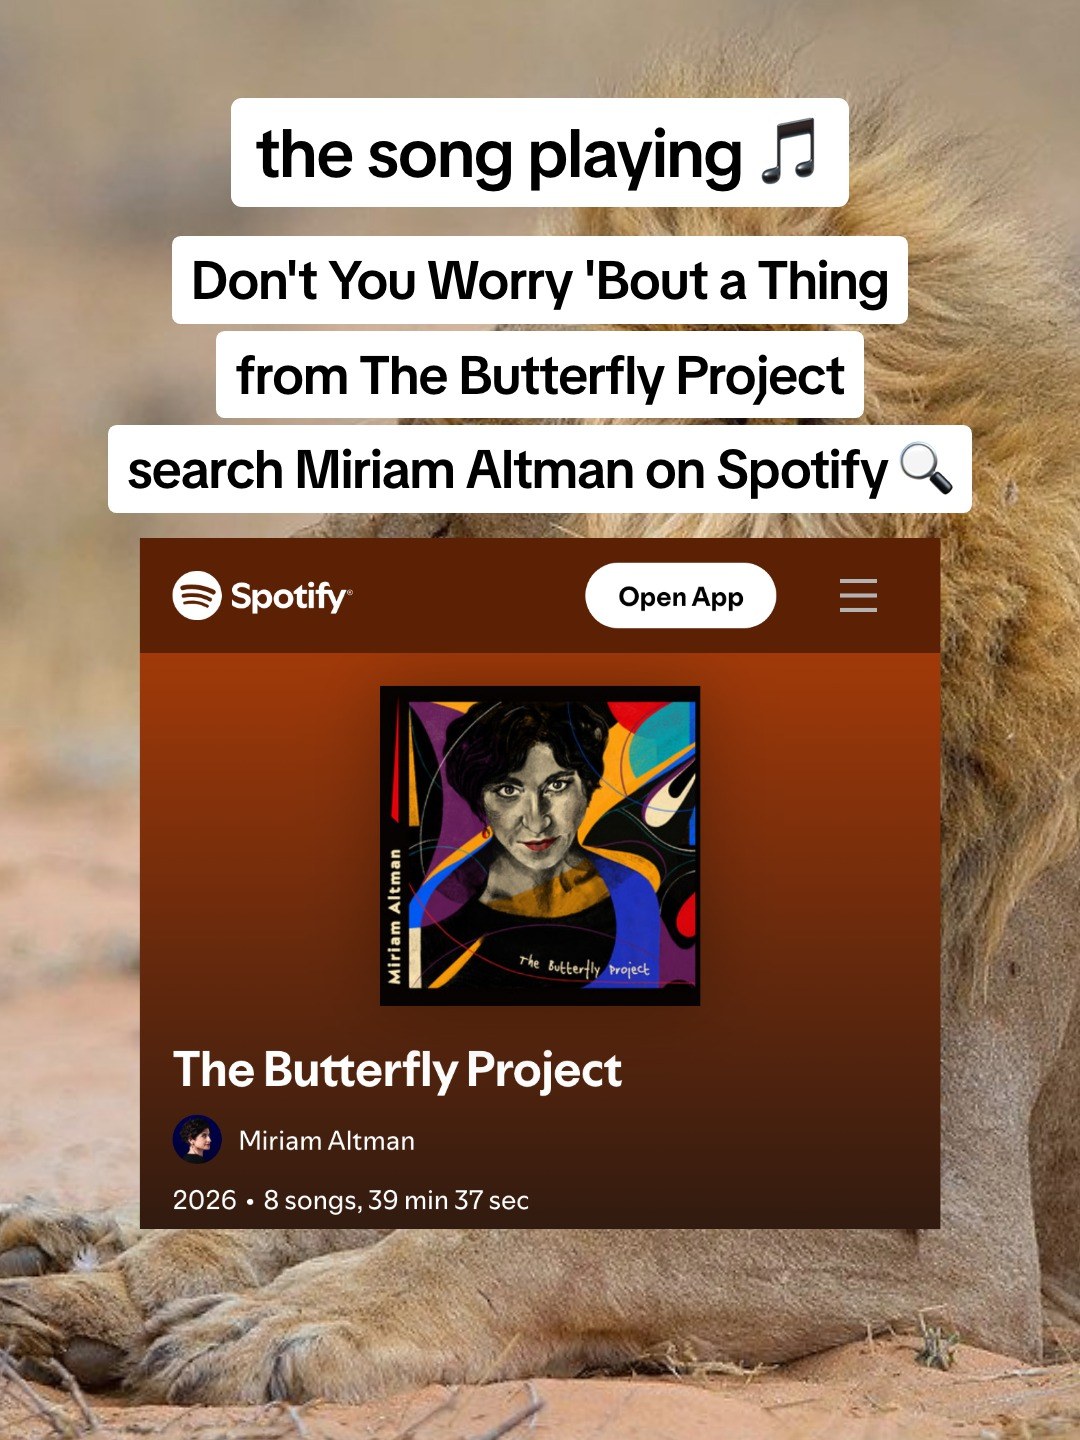 the song playing 🎵
Don't You Worry 'Bout a Thing
from The Butterfly Project
search Miriam Altman on Spotify 🔍
Spotify®
Open App
Miriam Altman
The Butterfly Project
The Butterfly Project
Miriam Altman
2026 • 8 songs, 39 min 37 sec